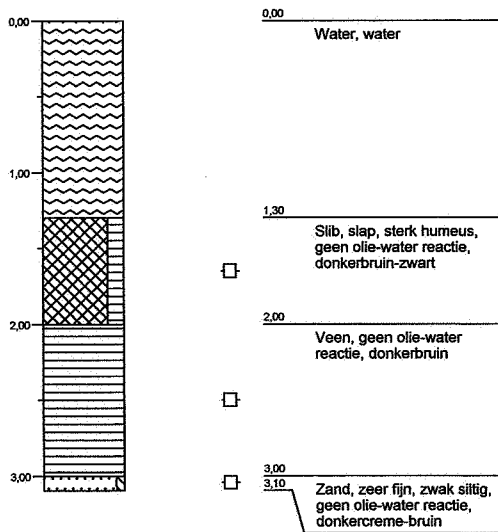 0,00
1,00
2,00
3,00
0,00
Water, water
1,30
Slib, slap, sterk humeus,
geen olie-water reactie,
donkerbruin-zwart
2,00
Veen, geen olie-water
reactie, donkerbruin
3,00
3,10
Zand, zeer fijn, zwak siltig,
geen olie-water reactie,
donkercreme-bruin